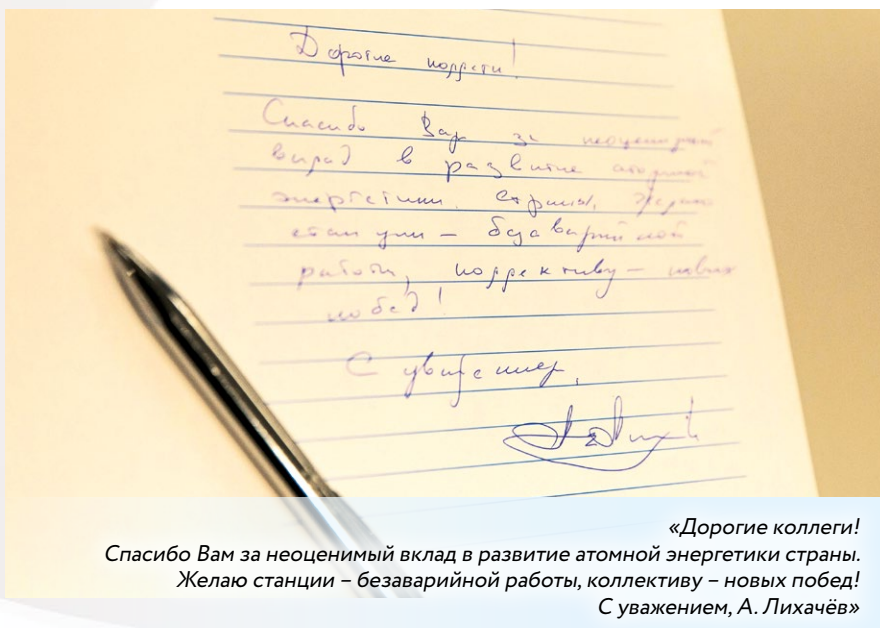 Дорогие коллеги!
Спасибо Вам за неоценимый
вклад в развитие атомной
энергетики страны. Желаю
станции – безаварийной
работы, коллективу – новых
побед!
С уважением,
А. Лихачёв
«Дорогие коллеги!
Спасибо Вам за неоценимый вклад в развитие атомной энергетики страны.
Желаю станции – безаварийной работы, коллективу – новых побед!
С уважением, А. Лихачёв»